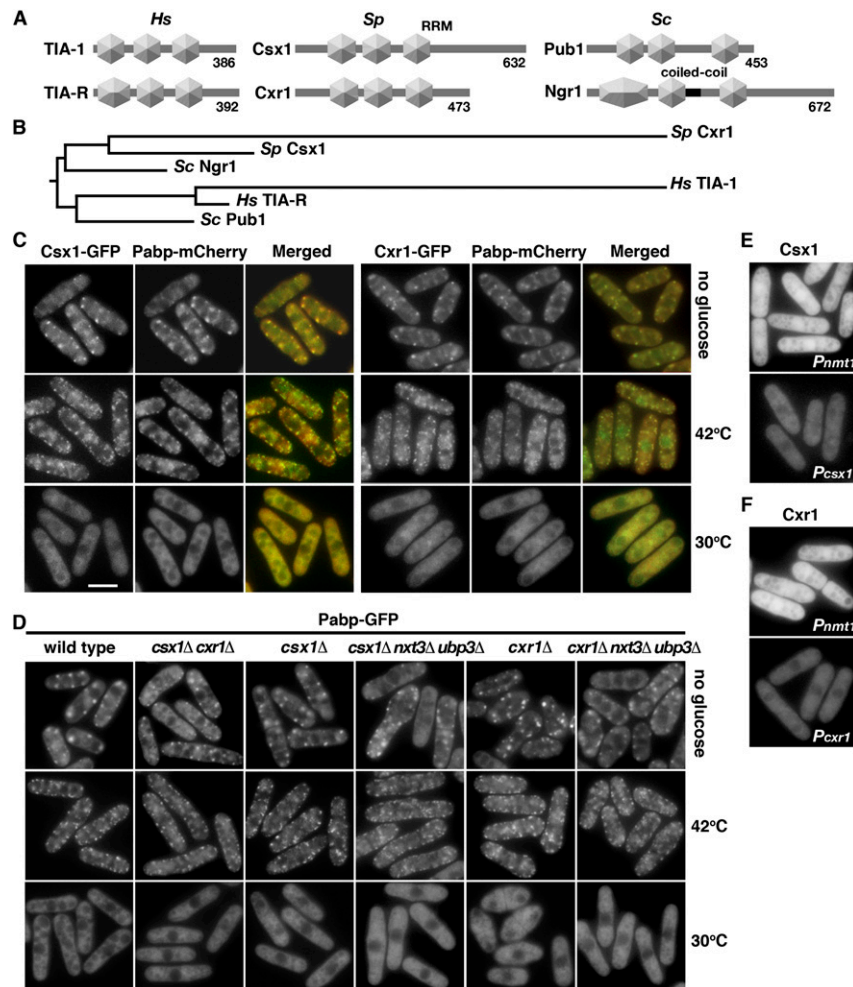 A
Hs
Sp
Sc
TIA-1
386
Csx1
RRM
632
Pub1
453
TIA-R
392
Cxr1
473
Ngr1
coiled-coil
672
B
Sp Cxr1
Sp Csx1
Sc Ngr1
Hs TIA-1
Hs TIA-R
Sc Pub1
C
Csx1-GFP Pabp-mCherry Merged
Cxr1-GFP Pabp-mCherry Merged
no glucose
42ºC
30ºC
D
Pabp-GFP
wild type csx1Δ cxr1Δ csx1Δ csx1Δ nxt3Δ ubp3Δ cxr1Δ cxr1Δ nxt3Δ ubp3Δ
no glucose
42ºC
30ºC
E
Csx1
Pnmt1
Pcsx1
F
Cxr1
Pnmt1
Pcxr1